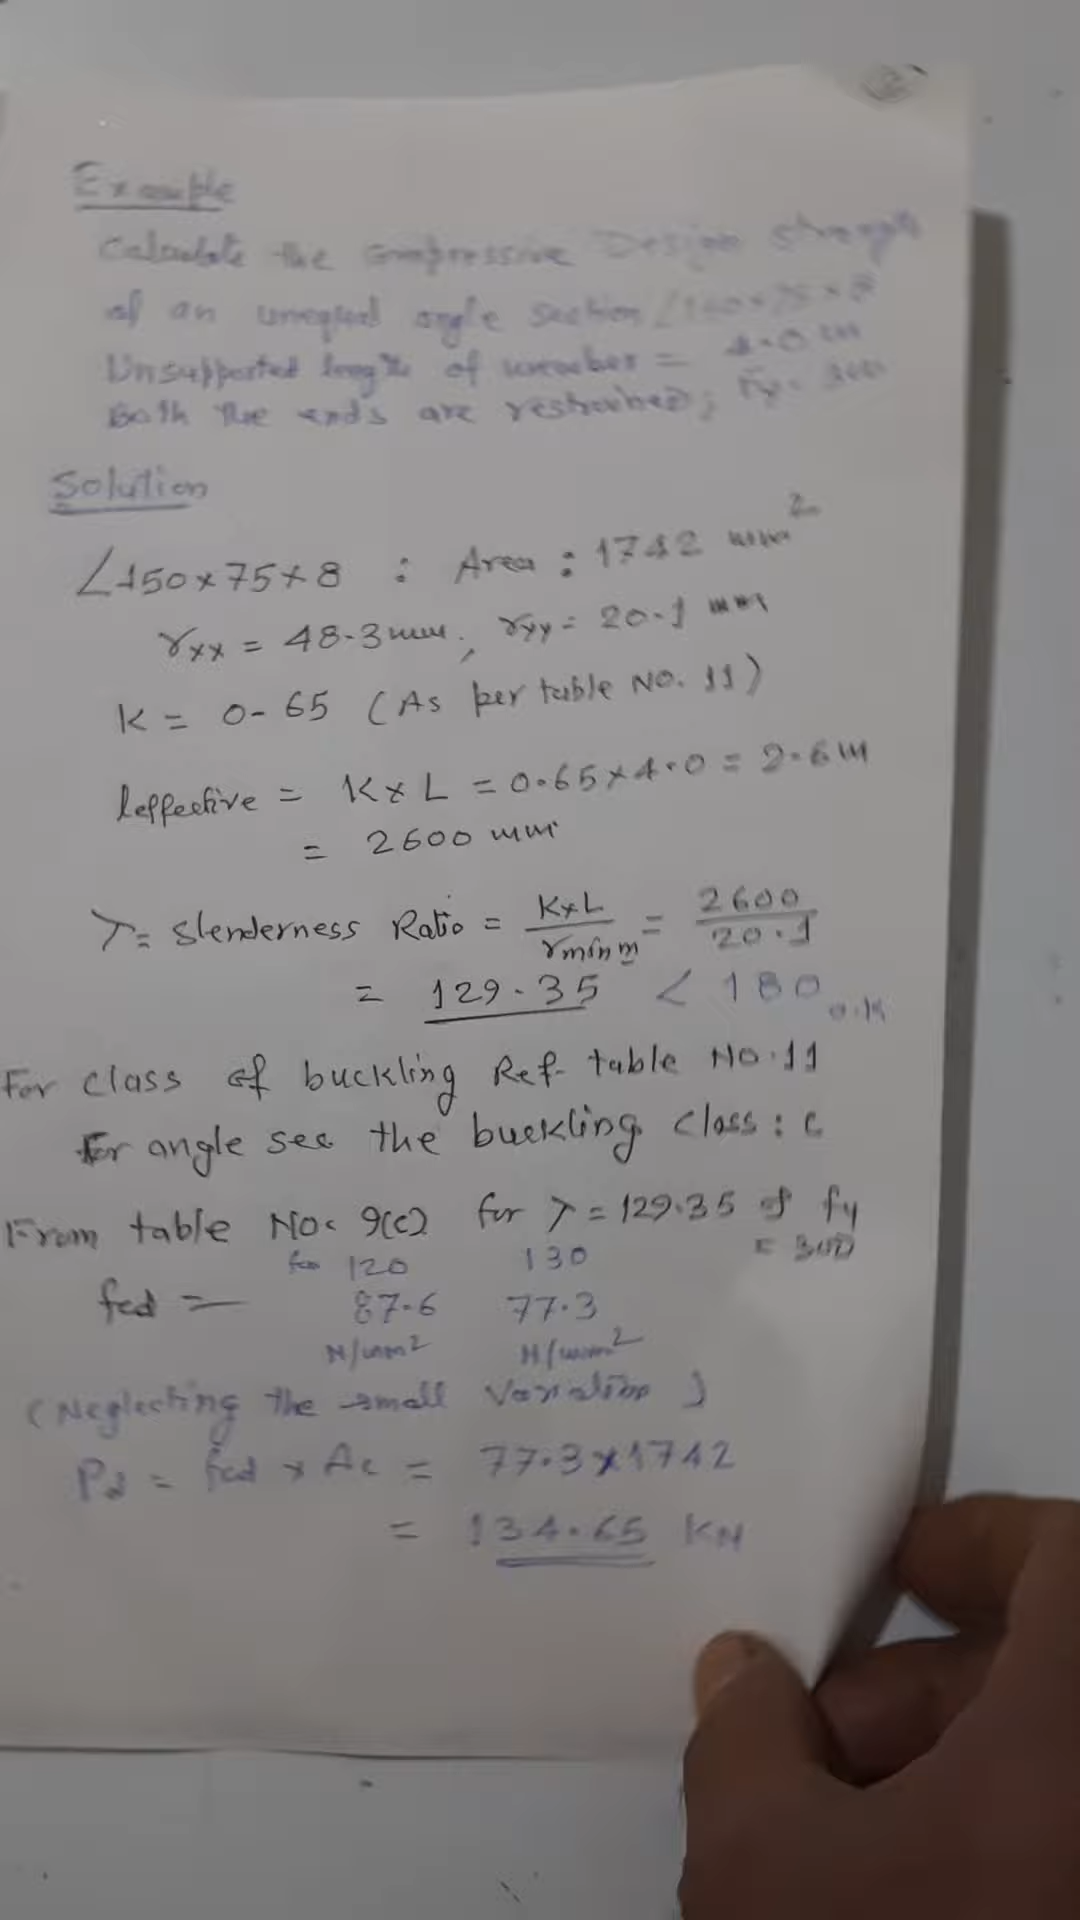 Example
Calculate the compressive Design strength
of an unequal angle section ∠150×75×8
Unsupported length of member = 4.0 m
Both the ends are restrained; Fy = 300
Solution
∠150×75×8 : Area : 1742 mm²
rxx = 48.3 mm, ryy = 20.1 mm
K = 0.65 (As per table No. 11)
leffective = K×L = 0.65×4.0 = 2.6 m
= 2600 mm
λ = Slenderness Ratio = K×L / rminm = 2600 / 20.1
= 129.35 < 180 O.K
For class of buckling Ref. table No. 11
For angle sec the buckling class : c
From table No. 9(c) for λ = 129.35 & fy = 300
for 120 130
fcd = 87.6 77.3
N/mm² N/mm²
(Neglecting the small variation)
Pd = fcd × Ac = 77.3×1742
= 134.65 KN